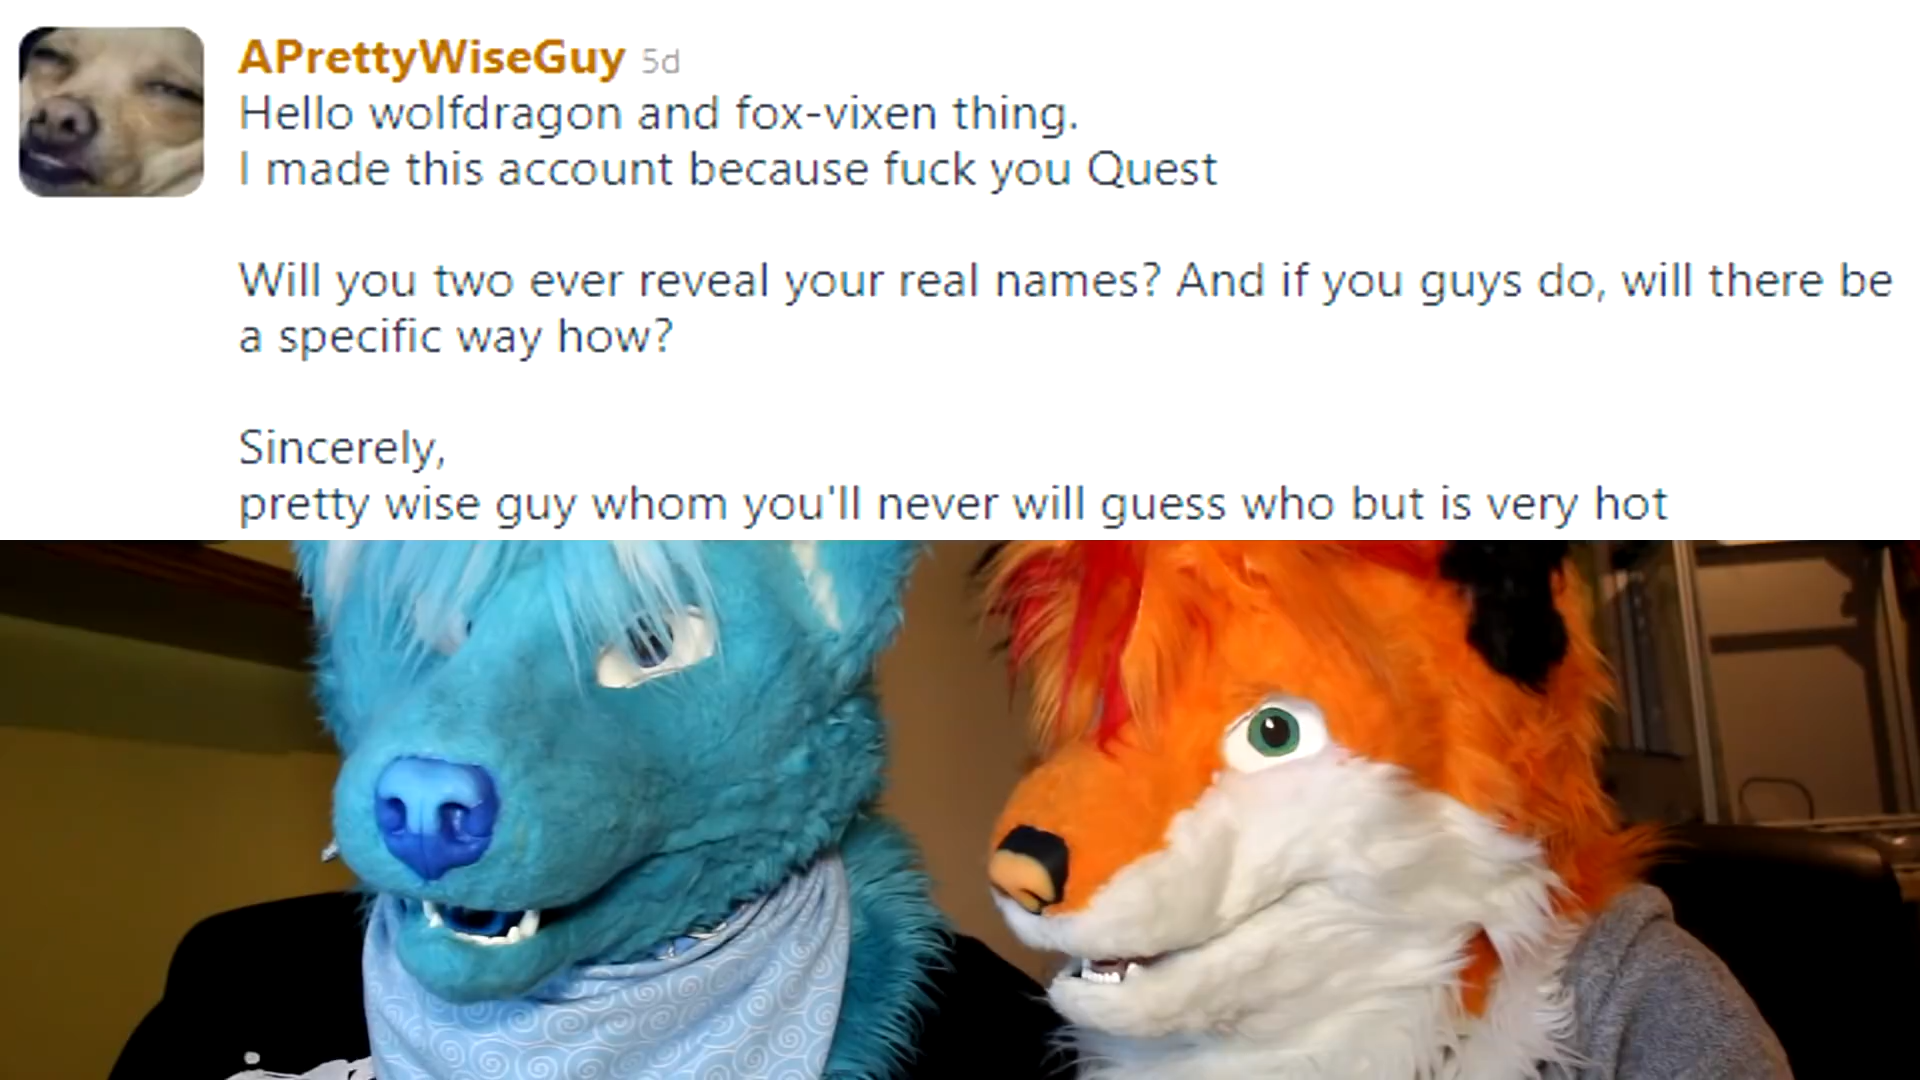 APrettyWiseGuy 5d
Hello wolfdragon and fox-vixen thing.
I made this account because fuck you Quest
Will you two ever reveal your real names? And if you guys do, will there be
a specific way how?
Sincerely,
pretty wise guy whom you'll never will guess who but is very hot